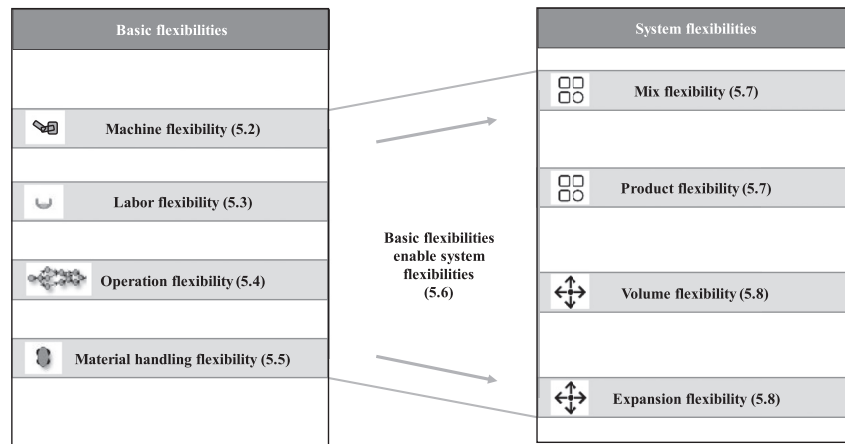 Basic flexibilities
Machine flexibility (5.2)
Labor flexibility (5.3)
Operation flexibility (5.4)
Material handling flexibility (5.5)
Basic flexibilities
enable system
flexibilities
(5.6)
System flexibilities
Mix flexibility (5.7)
Product flexibility (5.7)
Volume flexibility (5.8)
Expansion flexibility (5.8)